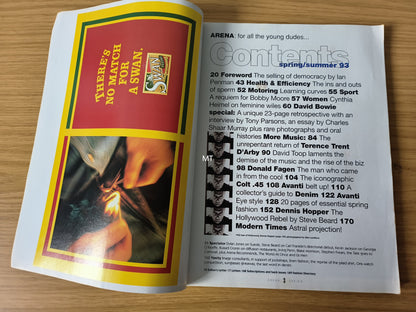 "THERE'S
NO MATCH
FOR
A SWAN.
Swan
ARENA: for all the young dudes...
Contents
spring/summer 93
20 Foreword The selling of democracy by Ian
Penman 43 Health & Efficiency The ins and outs
of sperm 52 Motoring Learning curves 55 Sport
A requiem for Bobby Moore 57 Women Cynthia
Heimel on feminine wiles 60 David Bowie
special: A unique 23-page retrospective with an
interview by Tony Parsons, an essay by Charles
Shaar Murray plus rare photographs and oral
histories More Music: 84 The
unrepentant return of Terence Trent
D'Arby 90 David Toop laments the
demise of the music and the rise of the biz
98 Donald Fagen The man who came
in from the cool 104 The iconographic
Colt .45 108 Avanti belt up! 110 A
collector's guide to Denim 122 Avanti
Eye style 128 20 pages of essential spring
fashion 152 Dennis Hopper The
Hollywood Rebel by Steve Beard 170
Modern Times Astral projection!
MT